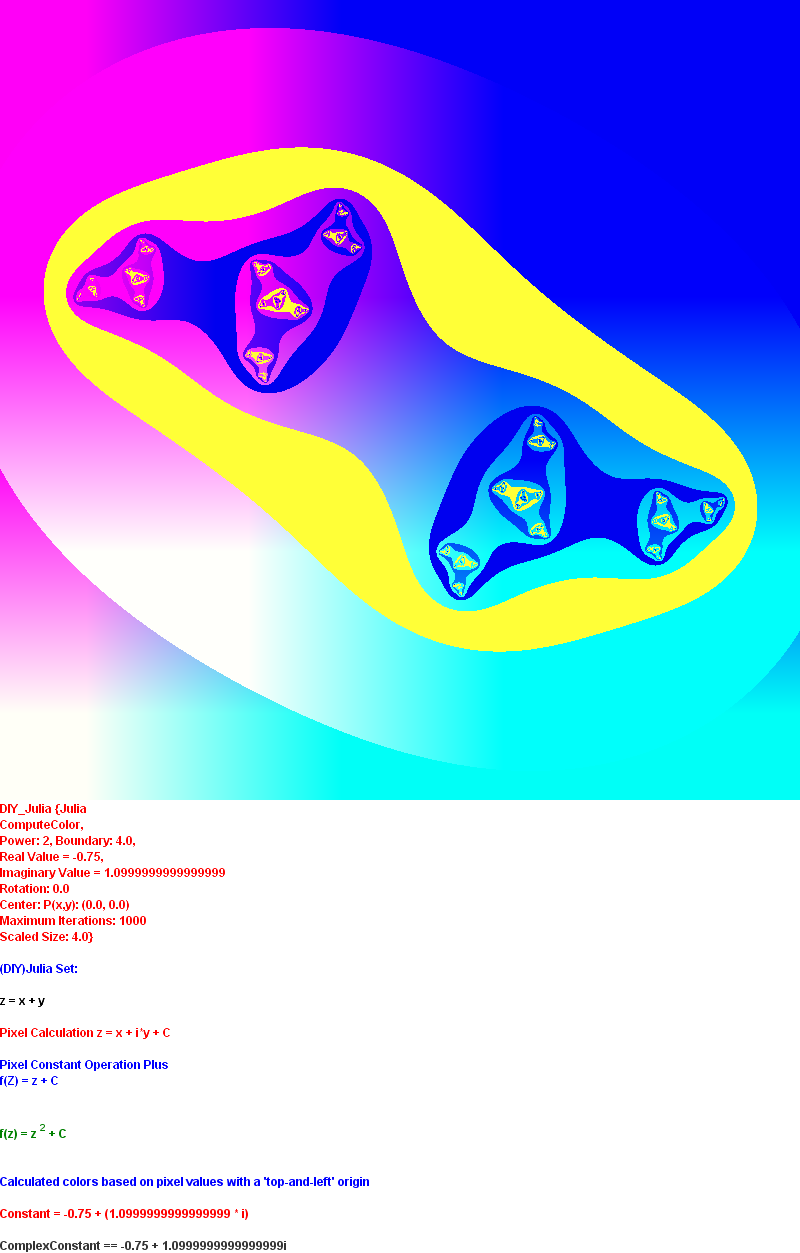 DIY_Julia {Julia
ComputeColor,
Power: 2, Boundary: 4.0,
Real Value = -0.75,
Imaginary Value = 1.0999999999999999
Rotation: 0.0
Center: P(x,y): (0.0, 0.0)
Maximum Iterations: 1000
Scaled Size: 4.0}
(DIY)Julia Set:
z = x + y
Pixel Calculation z = x + i*y + C
Pixel Constant Operation Plus
f(Z) = z + C
f(z) = z 2 + C
Calculated colors based on pixel values with a 'top-and-left' origin
Constant = -0.75 + (1.0999999999999999 * i)
ComplexConstant == -0.75 + 1.0999999999999999i